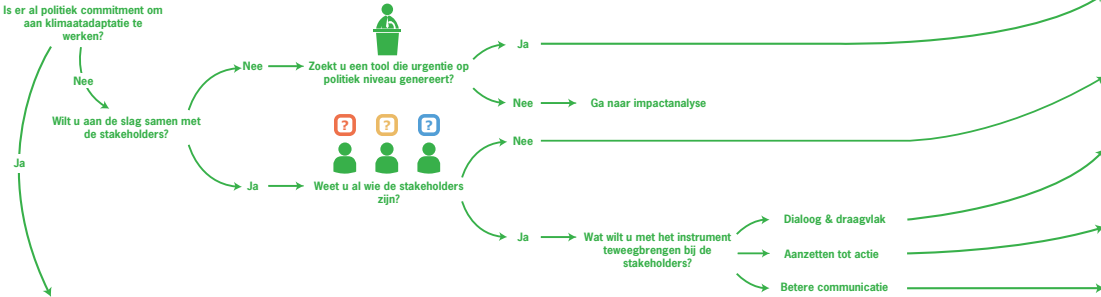 Is er al politiek commitment om
aan klimaatadaptatie te
werken?
Nee
Wilt u aan de slag samen met
de stakeholders?
Ja
Nee
Zoekt u een tool die urgentie op
politiek niveau genereert?
Ja
Nee
Ga naar impactanalyse
? ? ?
Ja
Weet u al wie de stakeholders
zijn?
Nee
Ja
Wat wilt u met het instrument
teweegbrengen bij de
stakeholders?
Dialoog & draagvlak
Aanzetten tot actie
Betere communicatie